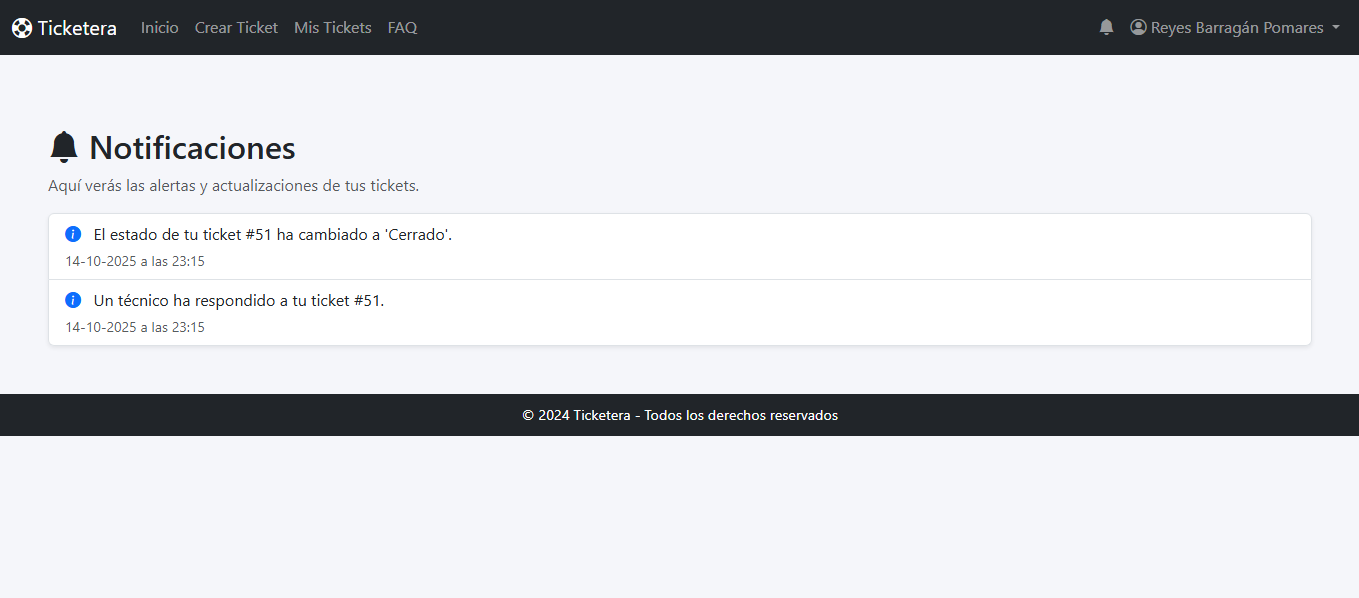 Ticketera Inicio Crear Ticket Mis Tickets FAQ Reyes Barragán Pomares
Notificaciones
Aquí verás las alertas y actualizaciones de tus tickets.
El estado de tu ticket #51 ha cambiado a 'Cerrado'.
14-10-2025 a las 23:15
Un técnico ha respondido a tu ticket #51.
14-10-2025 a las 23:15
© 2024 Ticketera - Todos los derechos reservados